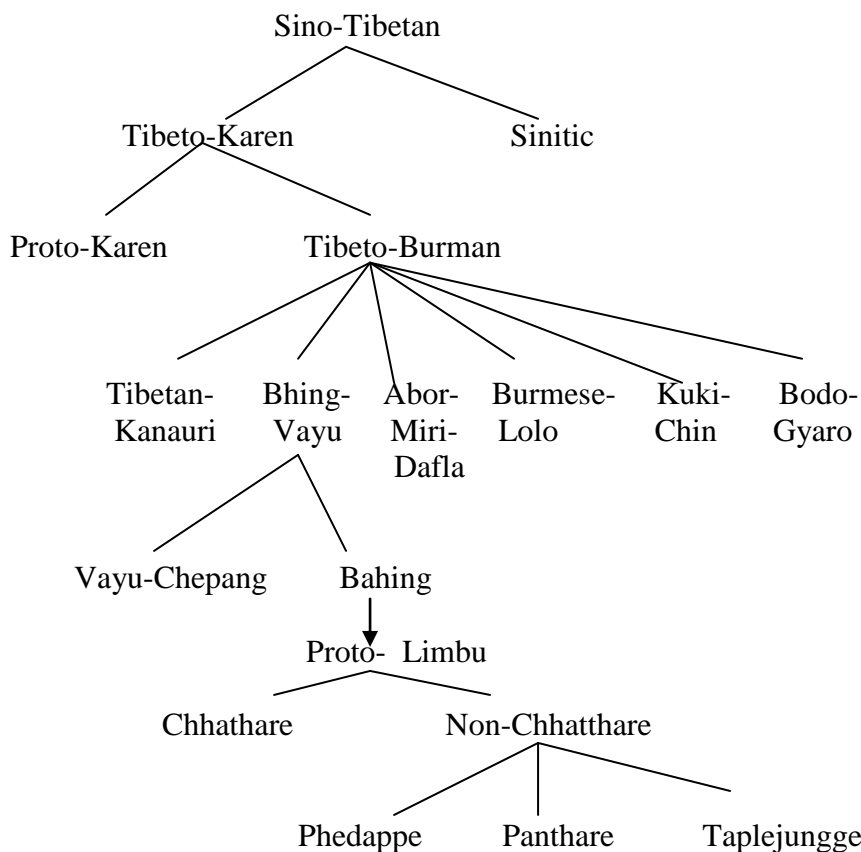 Sino-Tibetan
Tibeto-Karen Sinitic
Proto-Karen Tibeto-Burman
Tibetan- Bhing- Abor- Burmese- Kuki- Bodo-
Kanauri Vayu Miri- Lolo Chin Gyaro
Dafla
Vayu-Chepang Bahing
Proto- Limbu
Chhathare Non-Chhatthare
Phedappe Panthare Taplejungge